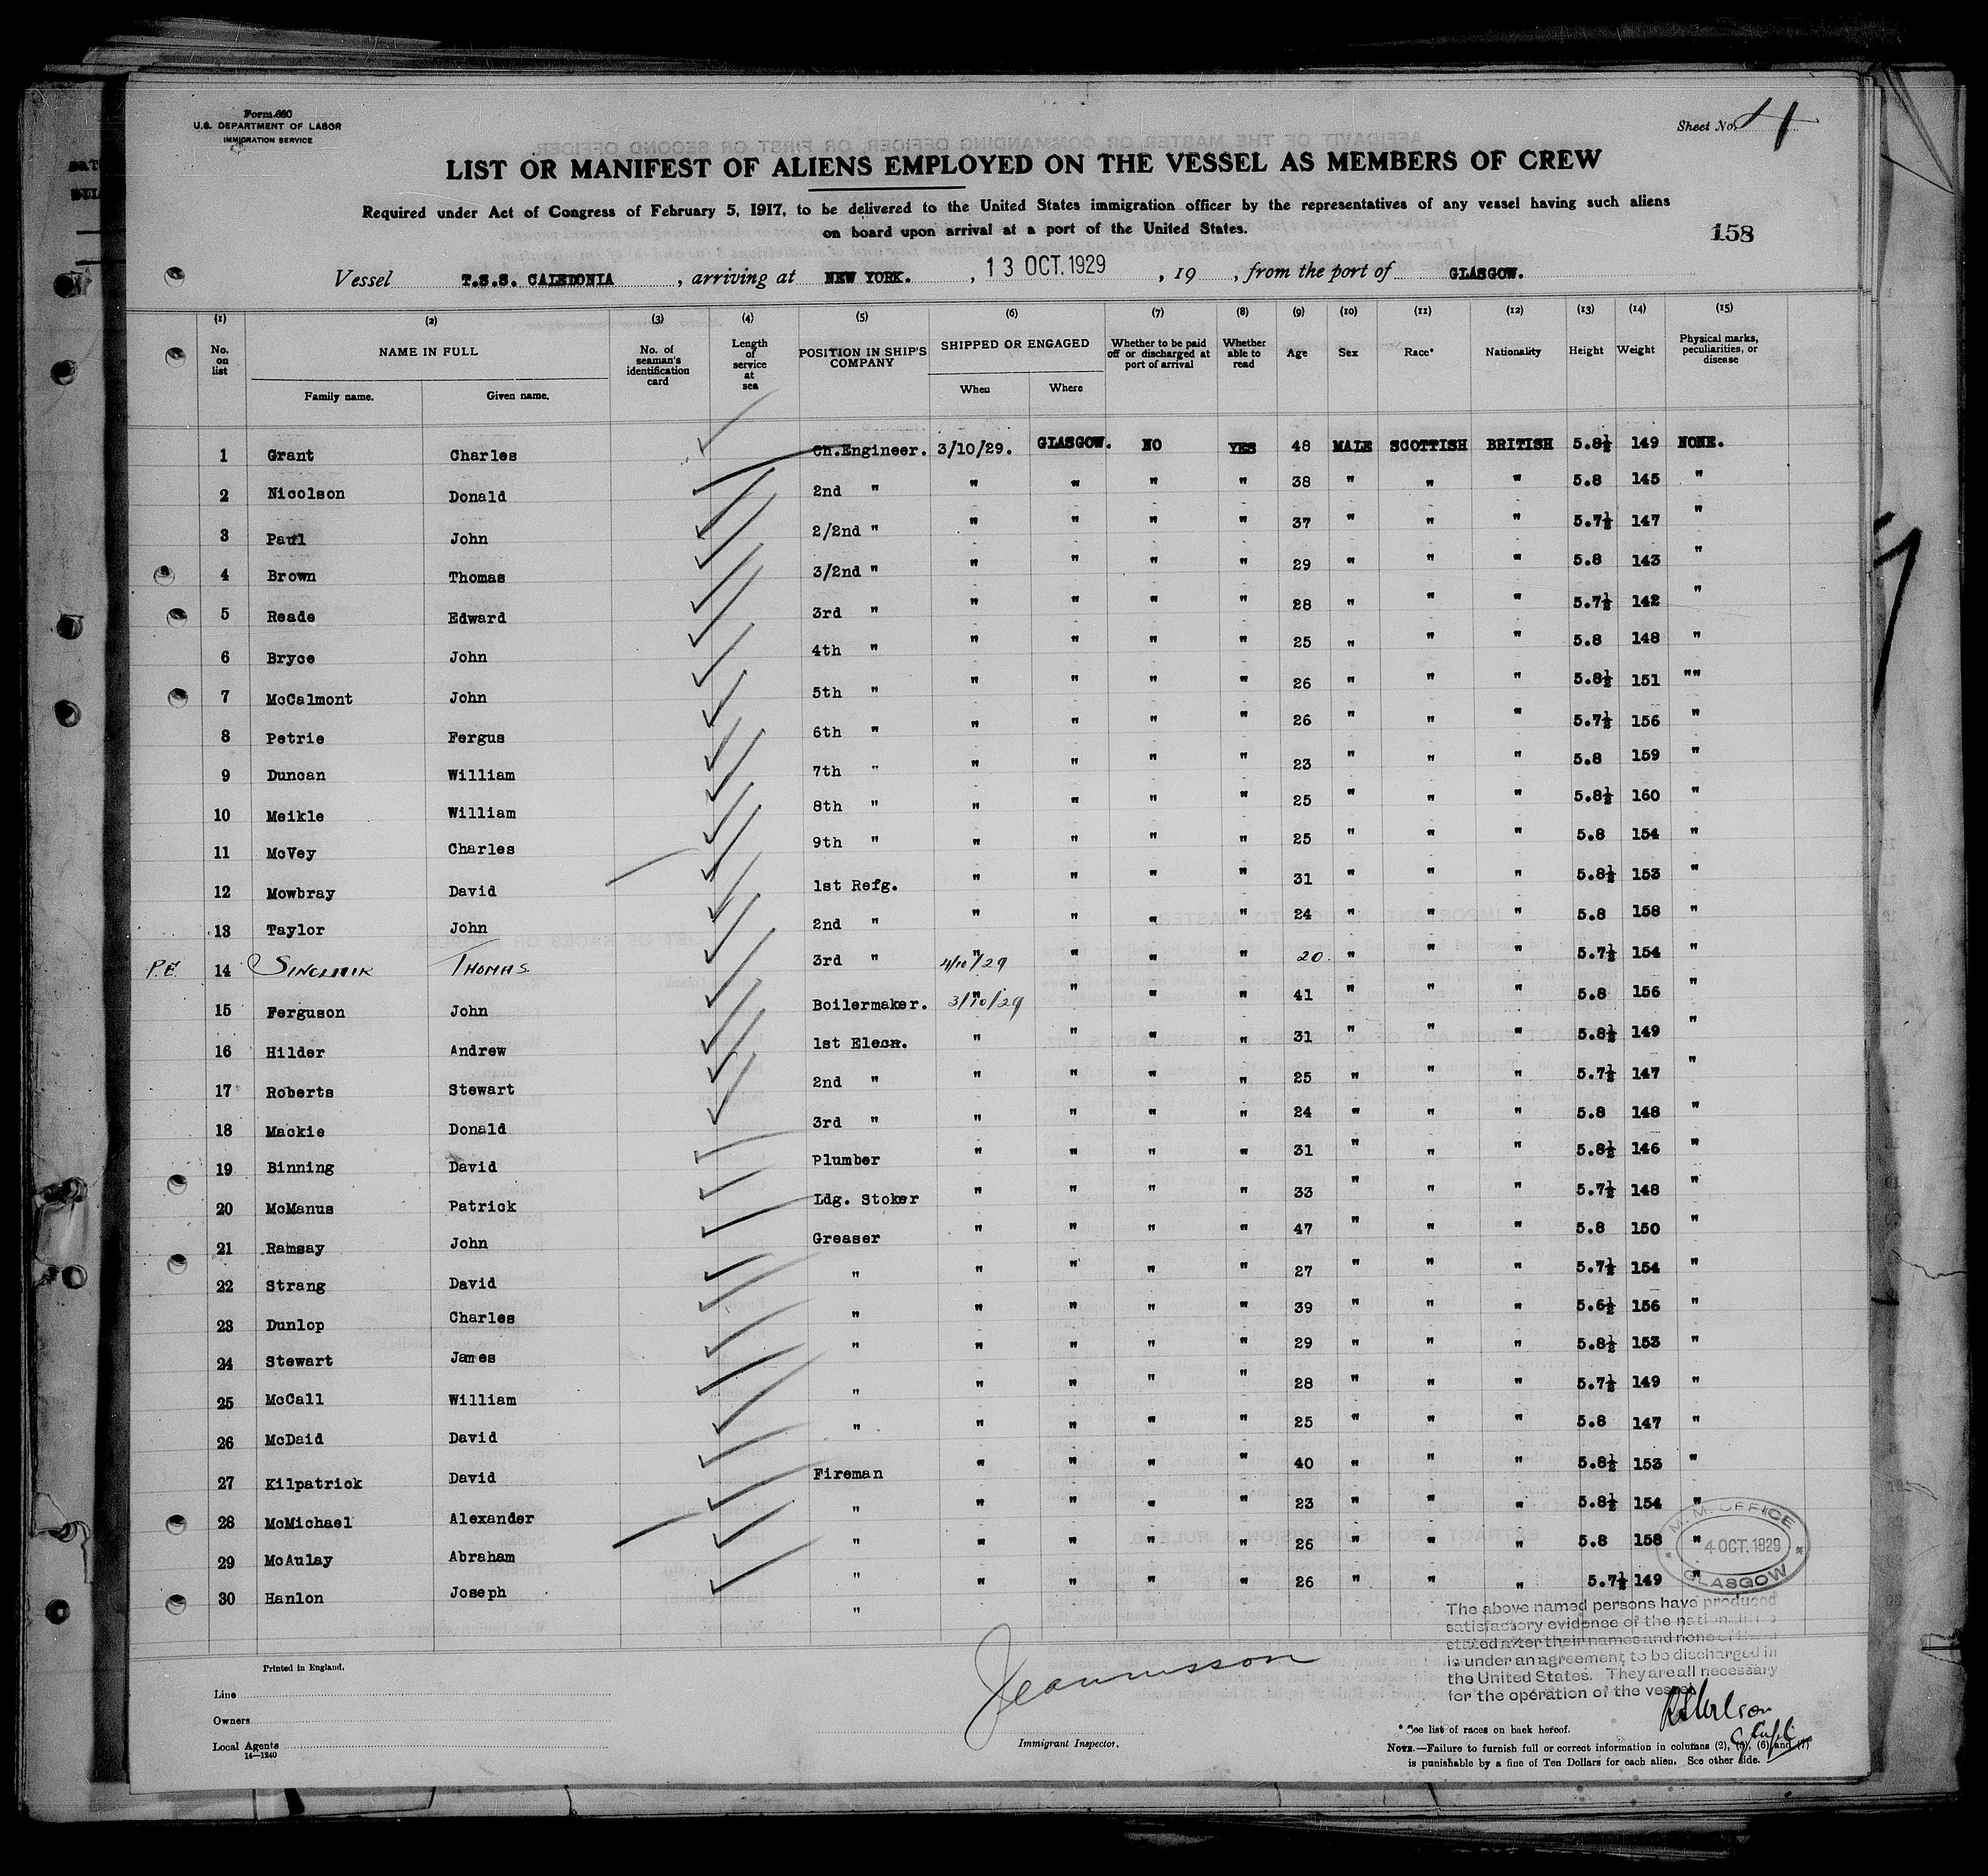 Form 680
U.S. DEPARTMENT OF LABOR
IMMIGRATION SERVICE
Sheet No. 4
LIST OR MANIFEST OF ALIENS EMPLOYED ON THE VESSEL AS MEMBERS OF CREW
Required under Act of Congress of February 5, 1917, to be delivered to the United States immigration officer by the representatives of any vessel having such aliens
on board upon arrival at a port of the United States.
158
Vessel T.S.S. CALEDONIA , arriving at NEW YORK. , 13 OCT. 1929 , 19 , from the port of GLASGOW.
(1) (2) (3) (4) (5) (6) (7) (8) (9) (10) (11) (12) (13) (14) (15)
No. on list NAME IN FULL Family name. Given name. No. of seaman's identification card Length of service at sea POSITION IN SHIP'S COMPANY SHIPPED OR ENGAGED When Where Whether to be paid off or discharged at port of arrival Whether able to read Age Sex Race* Nationality Height Weight Physical marks, peculiarities, or disease
1 Grant Charles Ch.Engineer. 3/10/29. GLASGOW. NO YES 48 MALE SCOTTISH BRITISH 5.8½ 149 NONE.
2 Nicolson Donald 2nd " " " " " 38 " " " 5.8 145 "
3 Paul John 2/2nd " " " " " 37 " " " 5.7½ 147 "
4 Brown Thomas 3/2nd " " " " " 29 " " " 5.8 143 "
5 Reade Edward 3rd " " " " " 28 " " " 5.7½ 142 "
6 Bryce John 4th " " " " " 25 " " " 5.8 148 "
7 McCalmont John 5th " " " " " 26 " " " 5.8½ 151 ""
8 Petrie Fergus 6th " " " " " 26 " " " 5.7½ 156 "
9 Duncan William 7th " " " " " 23 " " " 5.8 159 "
10 Meikle William 8th " " " " " 25 " " " 5.8½ 160 "
11 McVey Charles 9th " " " " " 25 " " " 5.8 154 "
12 Mowbray David 1st Refg. " " " " 31 " " " 5.8½ 153 "
13 Taylor John 2nd " " " " " 24 " " " 5.8 158 "
P.E. 14 SINCLAIR THOMAS 3rd " 4/10/29 " " " 20 " " " 5.7½ 154 "
15 Ferguson John Boilermaker. 3/10/29 " " " 41 " " " 5.8 156 "
16 Hilder Andrew 1st Elecn. " " " " 31 " " " 5.8½ 149 "
17 Roberts Stewart 2nd " " " " " 25 " " " 5.7½ 147 "
18 Mackie Donald 3rd " " " " " 24 " " " 5.8 148 "
19 Binning David Plumber " " " " 31 " " " 5.8½ 146 "
20 McManus Patrick Ldg. Stoker " " " " 33 " " " 5.7½ 148 "
21 Ramsay John Greaser " " " " 47 " " " 5.8 150 "
22 Strang David " " " " " 27 " " " 5.7½ 154 "
23 Dunlop Charles " " " " " 39 " " " 5.6½ 156 "
24 Stewart James " " " " " 29 " " " 5.8½ 153 "
25 McCall William " " " " " 28 " " " 5.7½ 149 "
26 McDaid David " " " " " 25 " " " 5.8 147 "
27 Kilpatrick David Fireman " " " " 40 " " " 5.8½ 153 "
28 McMichael Alexander " " " " " 23 " " " 5.8½ 154 "
29 McAulay Abraham " " " " " 26 " " " 5.8 158 "
30 Hanlon Joseph " " " " " 26 " " " 5.7½ 149 "
"
M. M. OFFICE
4 OCT. 1929
GLASGOW
The above named persons have produced
satisfactory evidence of the nationalities
stated after their names and none of them
is under an agreement to be discharged in
the United States. They are all necessary
for the operation of the vessel
Printed in England.
Line
Owners
Local Agents
14—1240
Immigrant Inspector.
* See list of races on back hereof.
NOTE.—Failure to furnish full or correct information in columns (2), (5), (6) and (7)
is punishable by a fine of Ten Dollars for each alien. See other side.